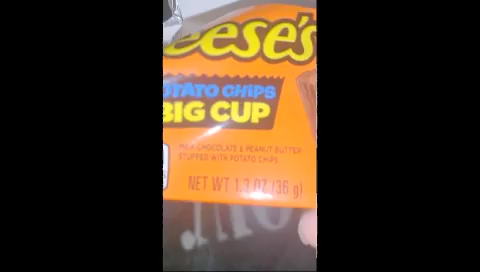 eese's
TATO CHIPS
BIG CUP
MILK CHOCOLATE & PEANUT BUTTER
STUFFED WITH POTATO CHIPS
NET WT 1.3 OZ (36 g)